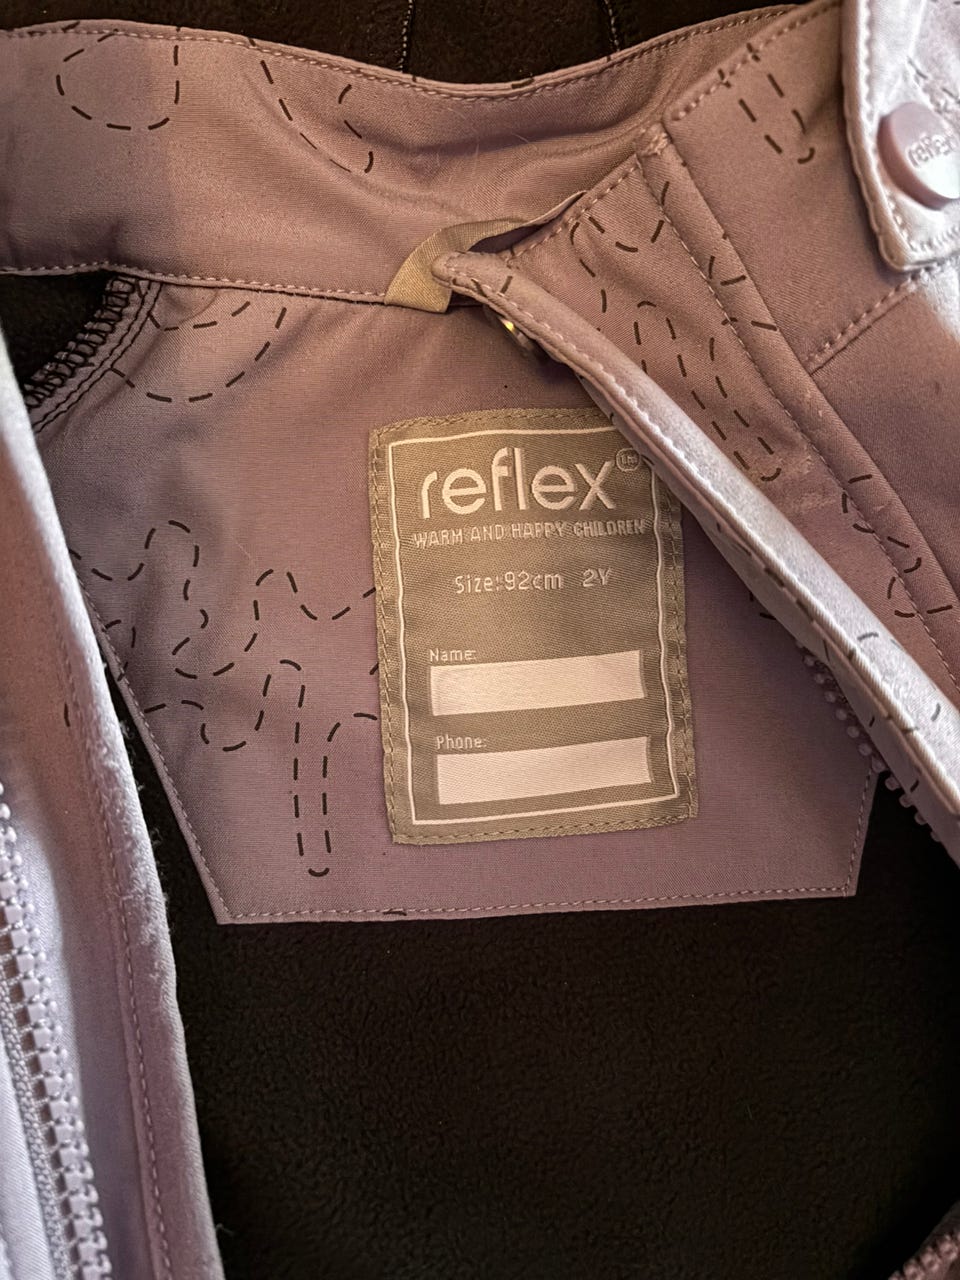 reflex
reflex
WARM AND HAPPY CHILDREN
Size:92cm 2Y
Name:
Phone: